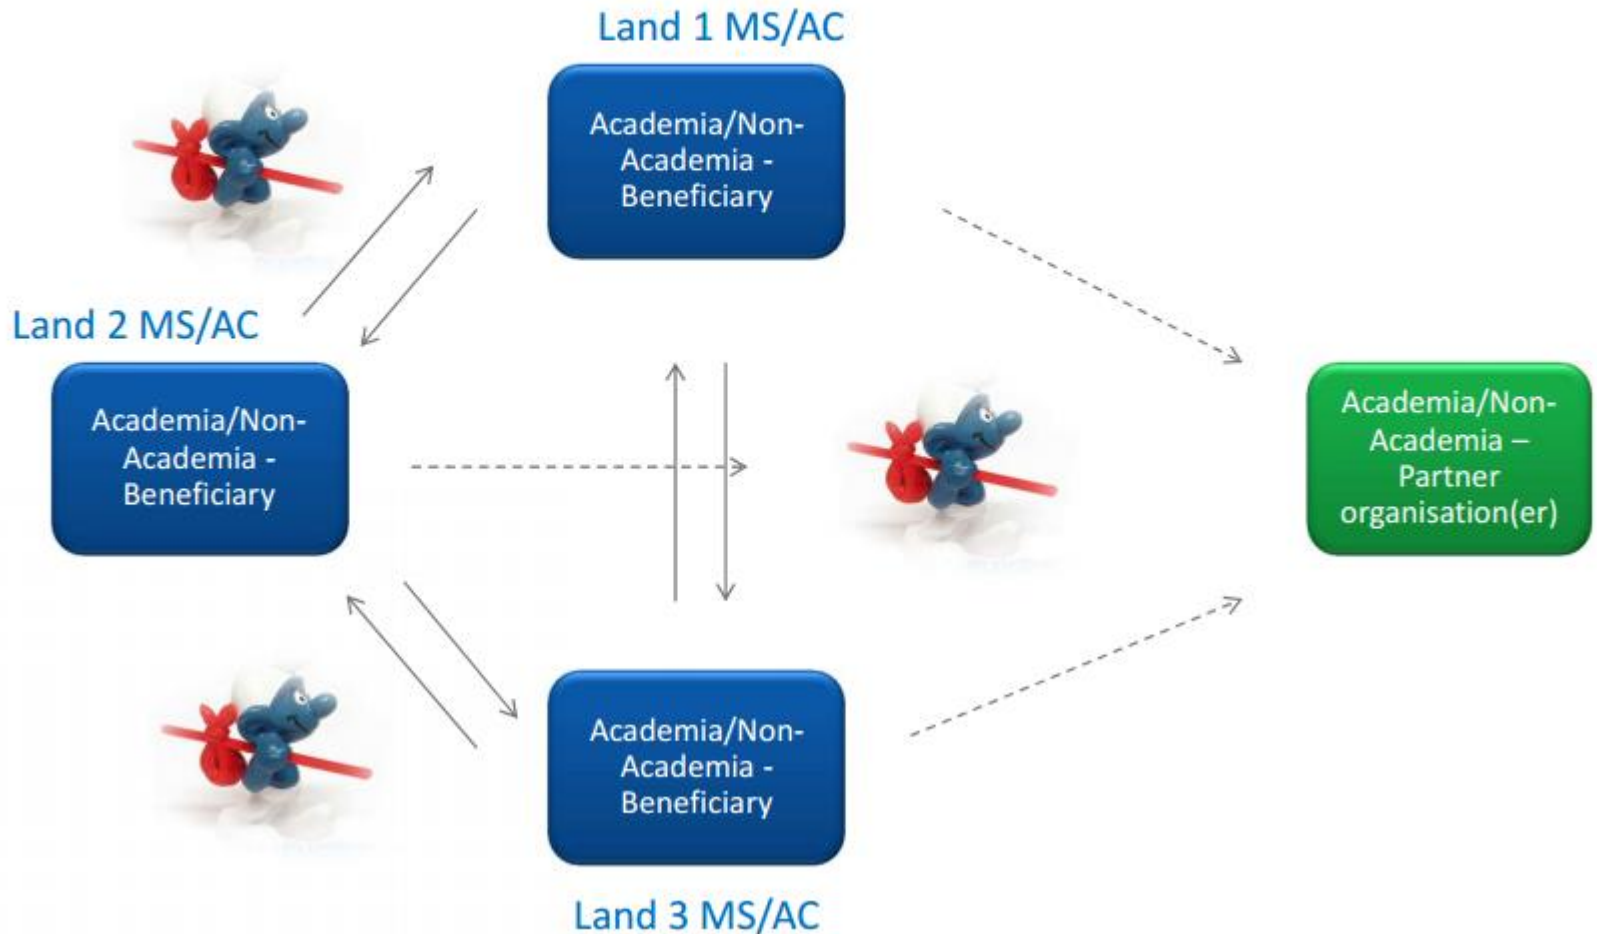 Land 1 MS/AC
Academia/Non-
Academia -
Beneficiary
Land 2 MS/AC
Academia/Non-
Academia -
Beneficiary
Academia/Non-
Academia –
Partner
organisation(er)
Academia/Non-
Academia -
Beneficiary
Land 3 MS/AC